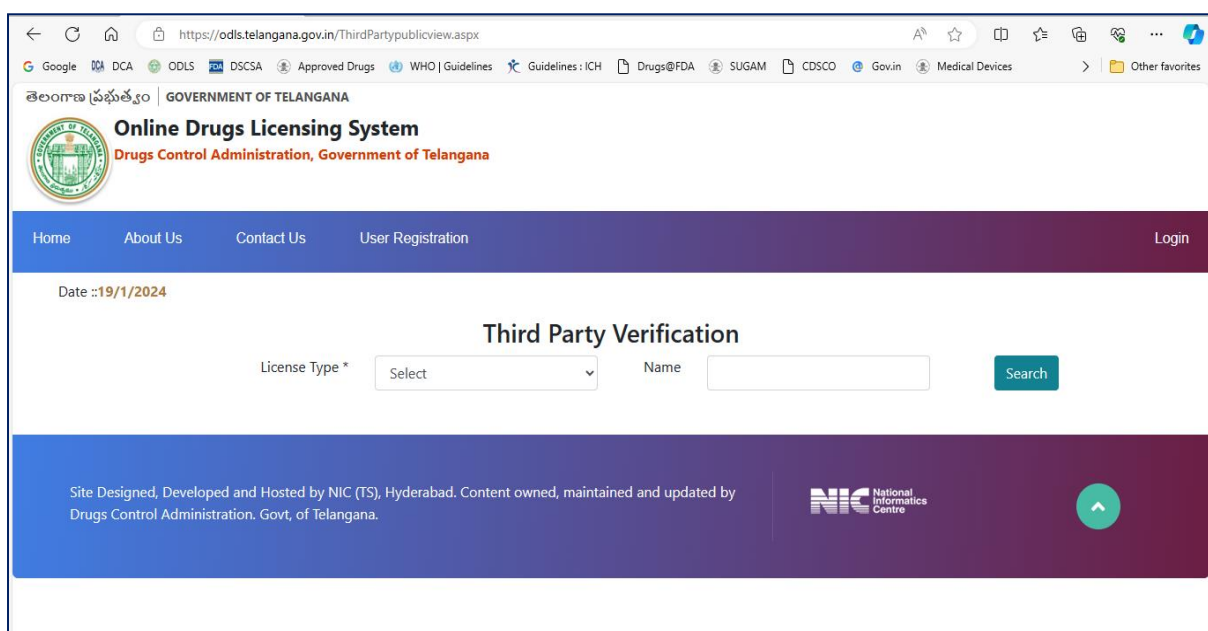 https://odls.telangana.gov.in/ThirdPartypublicview.aspx
Google DCA ODLS DSCSA Approved Drugs WHO | Guidelines Guidelines : ICH Drugs@FDA SUGAM CDSCO Gov.in Medical Devices Other favorites
తెలంగాణ ప్రభుత్వం | GOVERNMENT OF TELANGANA
Online Drugs Licensing System
Drugs Control Administration, Government of Telangana
Home About Us Contact Us User Registration Login
Date ::19/1/2024
Third Party Verification
License Type * Select Name Search
Site Designed, Developed and Hosted by NIC (TS), Hyderabad. Content owned, maintained and updated by
Drugs Control Administration. Govt, of Telangana.
NIC National
Informatics
Centre